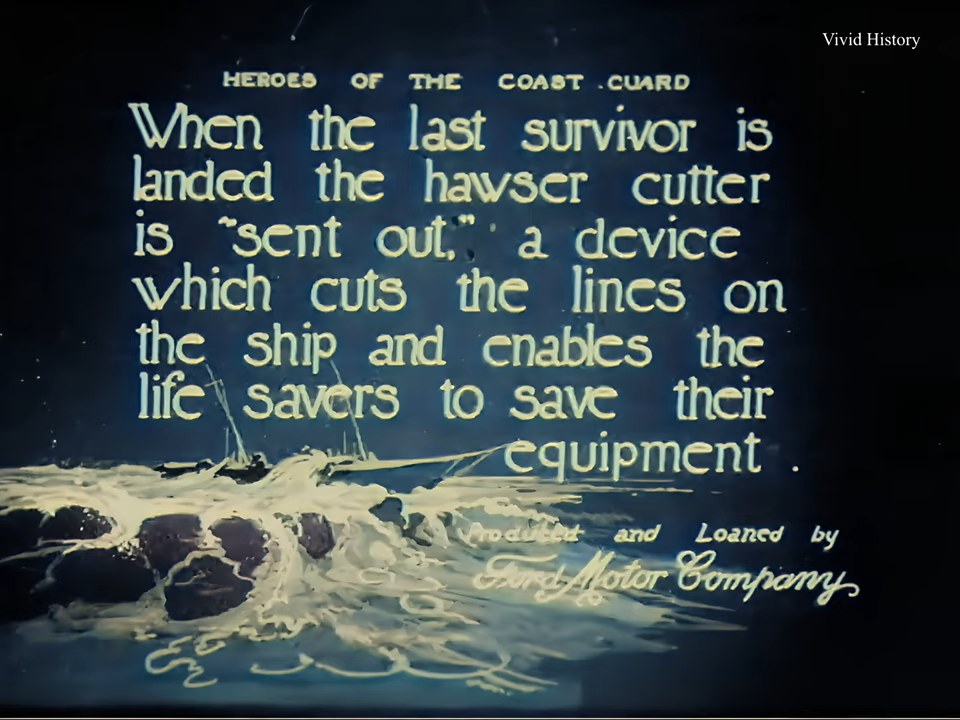 Vivid History
HEROES OF THE COAST GUARD
When the last survivor is
landed the hawser cutter
is "sent out," a device
which cuts the lines on
the ship and enables the
life savers to save their
equipment.
Produced and Loaned by
Ford Motor Company